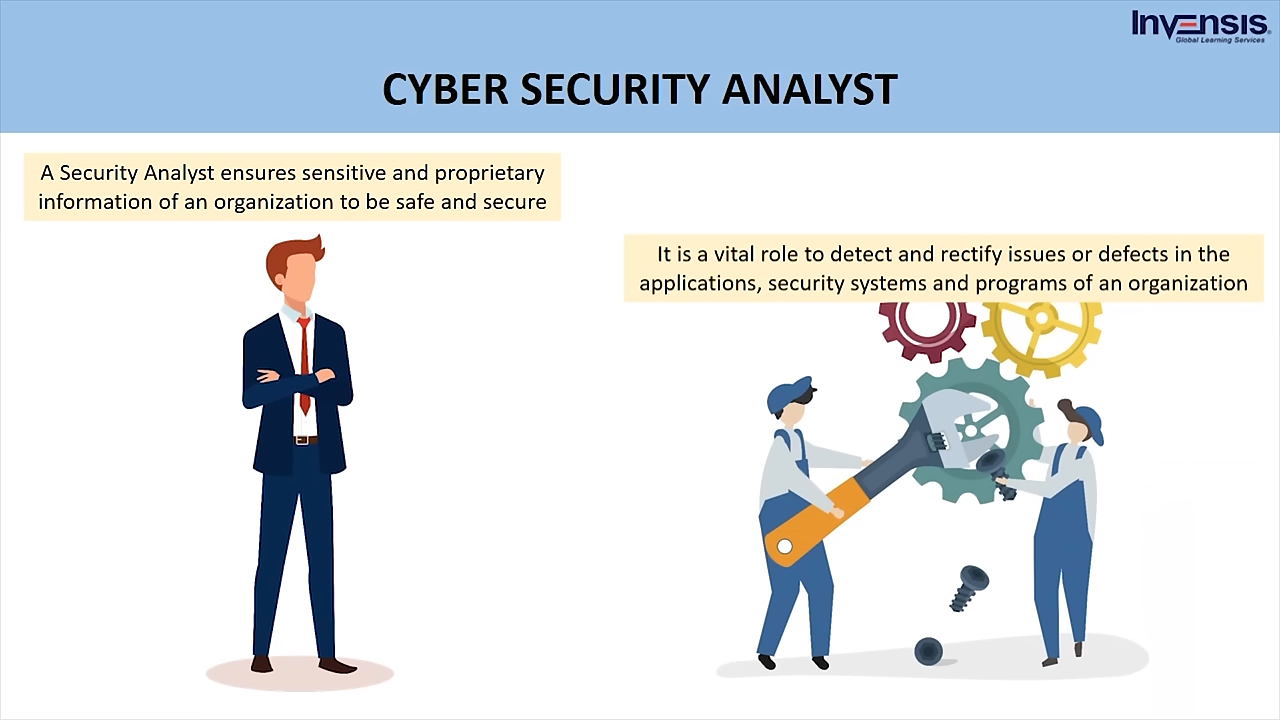 Invensis
Global Learning Services
CYBER SECURITY ANALYST
A Security Analyst ensures sensitive and proprietary
information of an organization to be safe and secure
It is a vital role to detect and rectify issues or defects in the
applications, security systems and programs of an organization